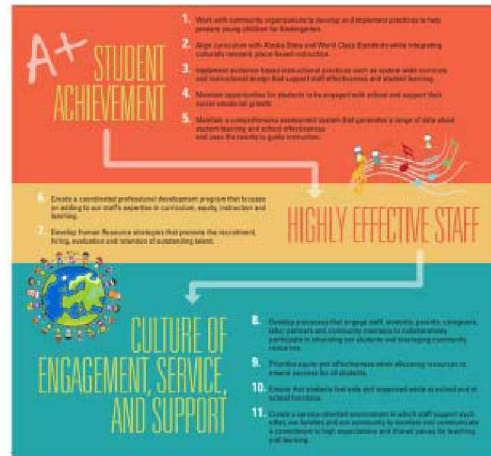 A+
STUDENT
ACHIEVEMENT
1. Work with community organizations to develop and implement practices to help
prepare young children for Kindergarten.
2. Align curriculum with Alaska State and World Class Standards while integrating
culturally relevant, place-based instruction.
3. Implement evidence-based instructional practices such as system-wide curricula
and instructional design that support staff effectiveness and student learning.
4. Maintain opportunities for students to be engaged with school and support their
social-emotional growth.
5. Maintain a comprehensive assessment system that generates a range of data about
student learning and school effectiveness
and uses the results to guide instruction.
6. Create a coordinated professional development program that focuses
on adding to our staff's expertise in curriculum, equity, instruction and
learning.
7. Develop Human Resource strategies that promote the recruitment,
hiring, evaluation and retention of outstanding talent.
HIGHLY EFFECTIVE STAFF
CULTURE OF
ENGAGEMENT, SERVICE,
AND SUPPORT
8. Develop processes that engage staff, students, parents, caregivers,
labor partners and community members to collaboratively
participate in educating our students and leveraging community
resources.
9. Prioritize equity and effectiveness when allocating resources to
ensure success for all students.
10. Ensure that students feel safe and supported while at school and at
school functions.
11. Create a service-oriented environment in which staff support each
other, our families and our community to maintain and communicate
a commitment to high expectations and shared values for teaching
and learning.